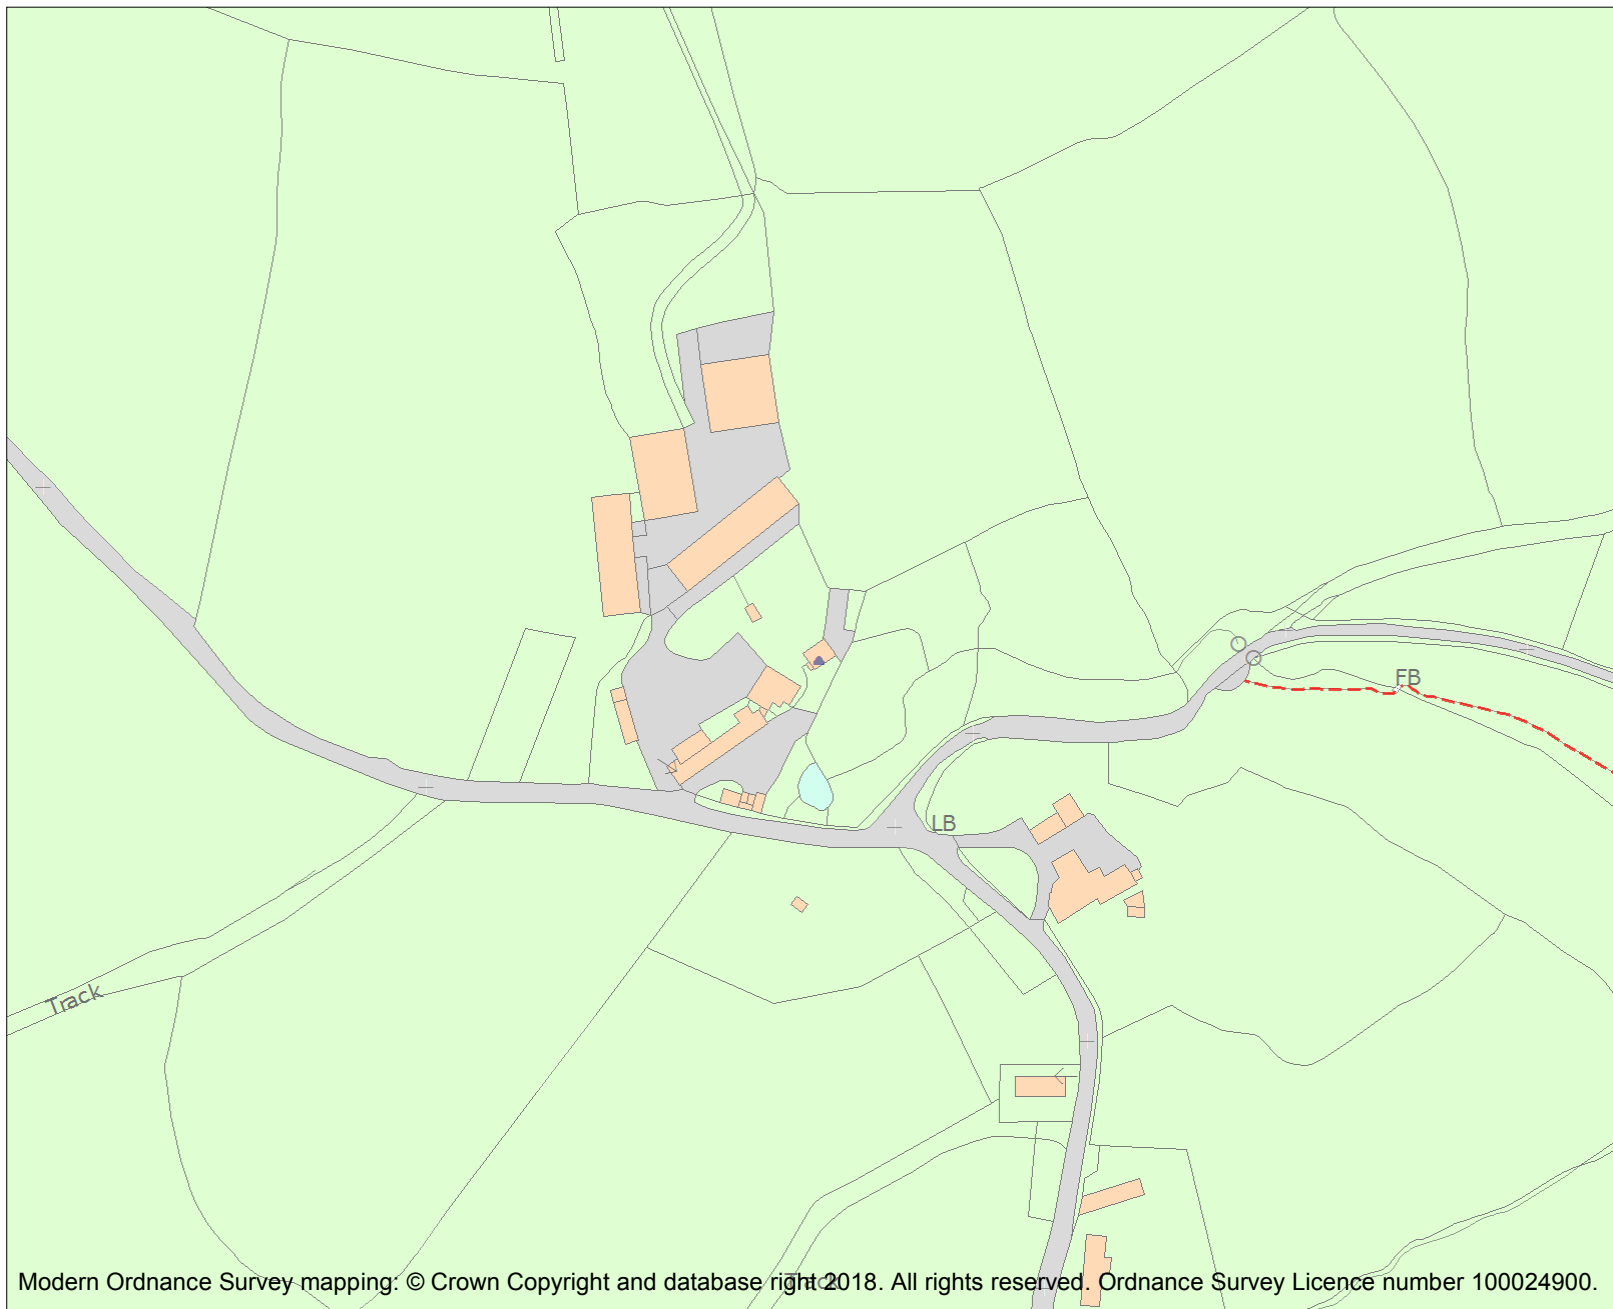 FB
LB
Track
Track
Modern Ordnance Survey mapping: © Crown Copyright and database right 2018. All rights reserved. Ordnance Survey Licence number 100024900.